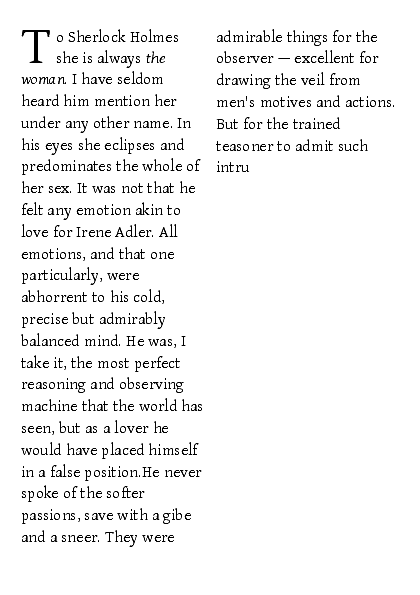 To Sherlock Holmes
she is always the
woman. I have seldom
heard him mention her
under any other name. In
his eyes she eclipses and
predominates the whole of
her sex. It was not that he
felt any emotion akin to
love for Irene Adler. All
emotions, and that one
particularly, were
abhorrent to his cold,
precise but admirably
balanced mind. He was, I
take it, the most perfect
reasoning and observing
machine that the world has
seen, but as a lover he
would have placed himself
in a false position.He never
spoke of the softer
passions, save with a gibe
and a sneer. They were
admirable things for the
observer — excellent for
drawing the veil from
men's motives and actions.
But for the trained
teasoner to admit such
intru